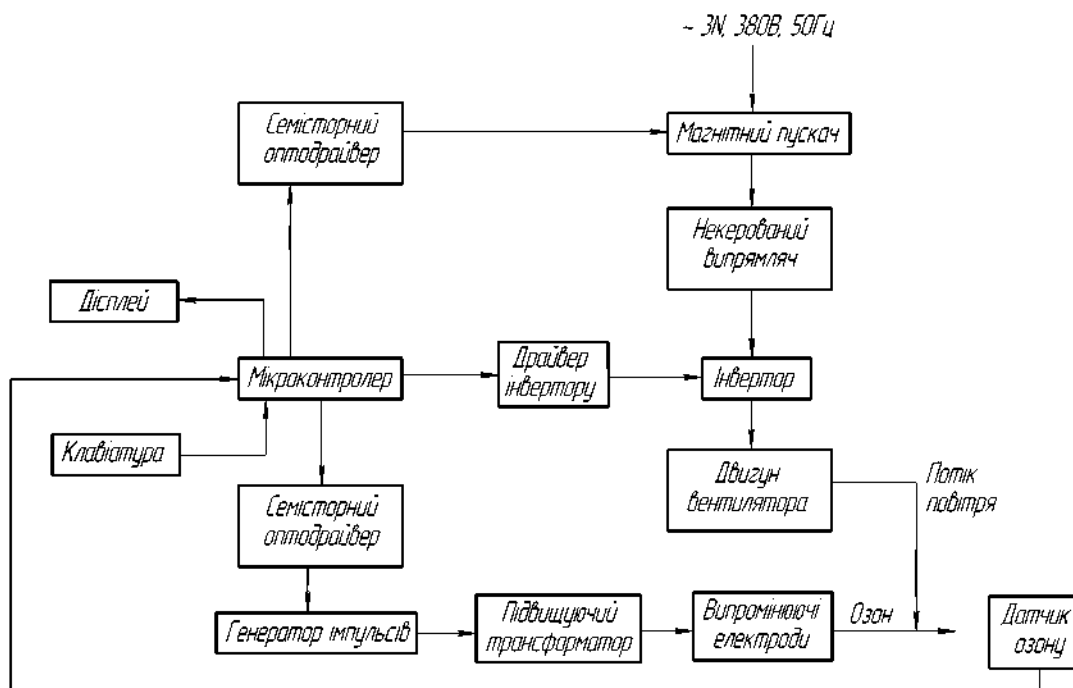 ~ 3N, 380В, 50Гц
Семісторний
оптодрайвер
Магнітний пускач
Некерований
випрямляч
Дісплей
Мікроконтролер
Драйвер
інвертору
Інвертор
Клавіатура
Двигун
вентилятора
Потік
повітря
Семісторний
оптодрайвер
Генератор імпульсів
Підвищуючий
трансформатор
Випромінюючі
електроди
Озон
Датчик
озону